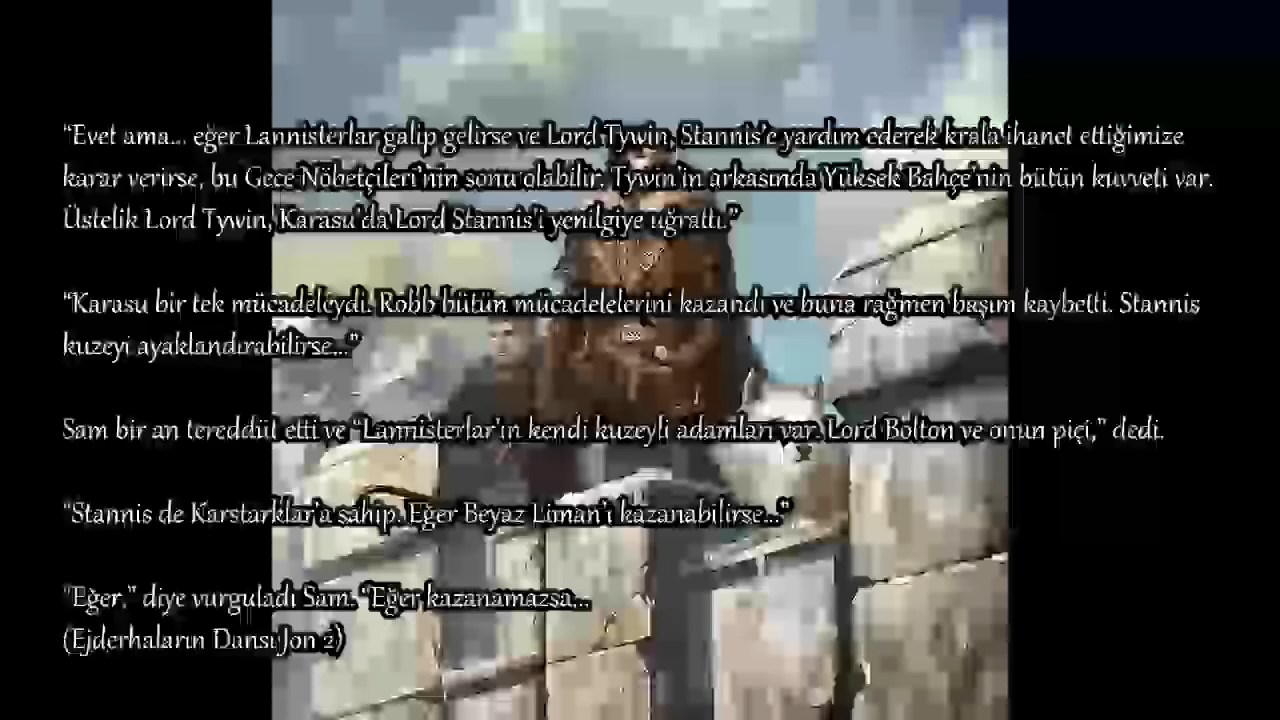 “Evet ama... eğer Lannisterlar galip gelirse ve Lord Tywin, Stannis'e yardım ederek krala ihanet ettiğimize
karar verirse, bu Gece Nöbetçileri'nin sonu olabilir. Tywin'in arkasında Yüksek Bahçe'nin bütün kuvveti var.
Üstelik Lord Tywin, Karasu'da Lord Stannis'i yenilgiye uğrattı.”
“Karasu bir tek mücadeleydi. Robb bütün mücadelelerini kazandı ve buna rağmen başım kaybetti. Stannis
kuzeyi ayaklandırabilirse...”
Sam bir an tereddüt etti ve “Lannisterlar'ın kendi kuzeyli adamları var. Lord Bolton ve onun piçi,” dedi.
“Stannis de Karstarklar'a sahip. Eğer Beyaz Liman'ı kazanabilirse...”
“Eğer,” diye vurguladı Sam. “Eğer kazanamazsa...
(Ejderhaların Dansı Jon 2)